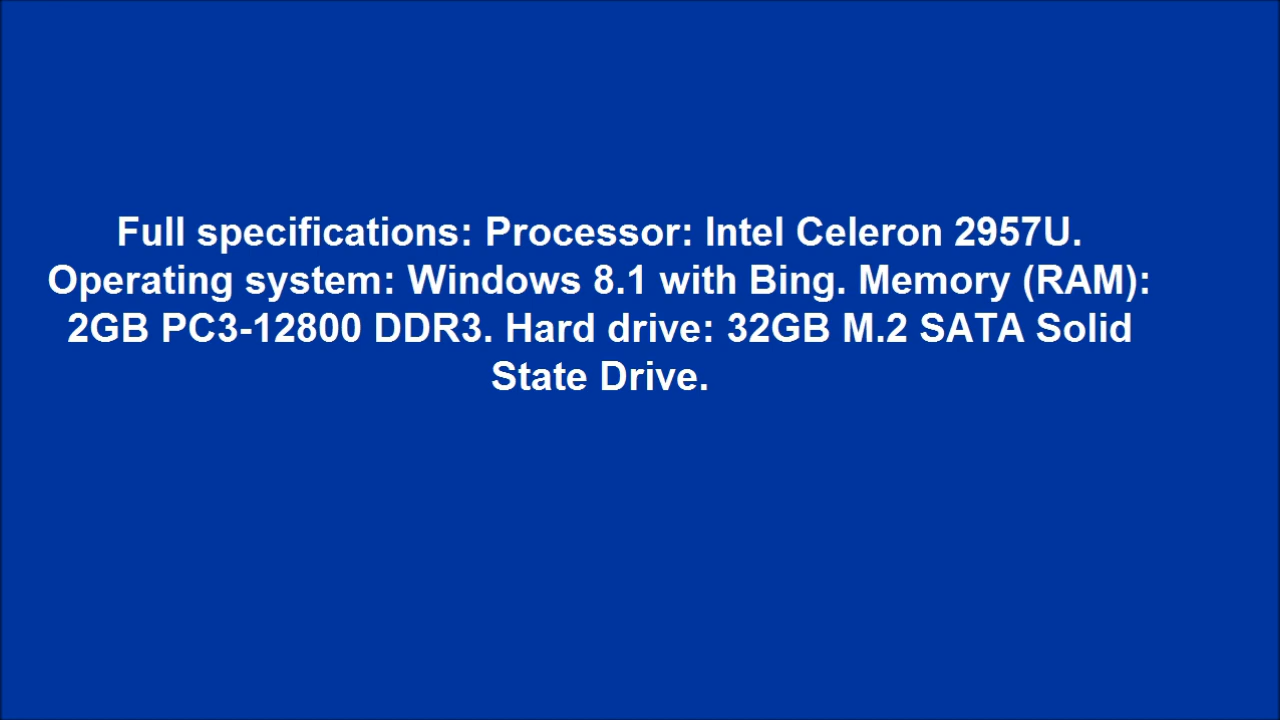 Full specifications: Processor: Intel Celeron 2957U.
Operating system: Windows 8.1 with Bing. Memory (RAM):
2GB PC3-12800 DDR3. Hard drive: 32GB M.2 SATA Solid
State Drive.